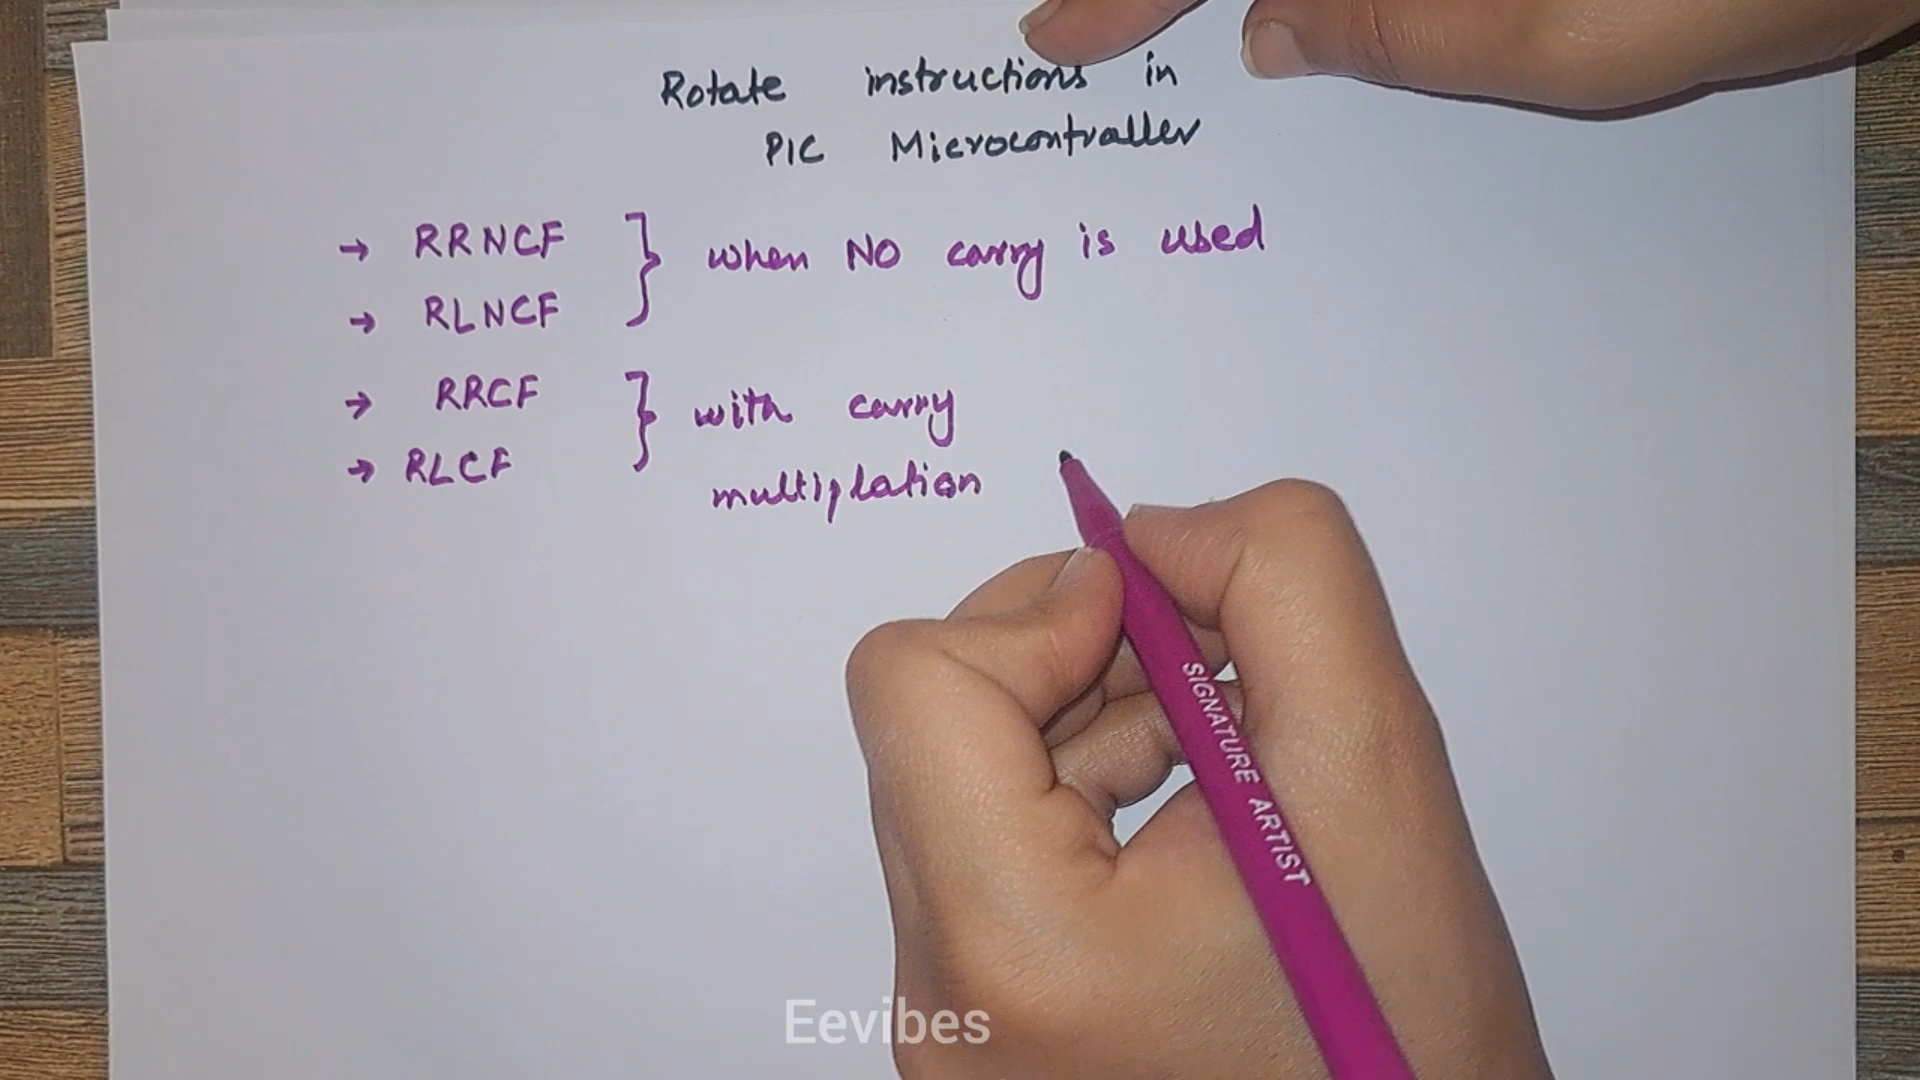 Rotate instructions in
PIC Microcontroller
→ RRNCF } when NO carry is used
→ RLNCF
→ RRCF } with carry
→ RLCF
multiplation
SIGNATURE ARTIST
Eevibes